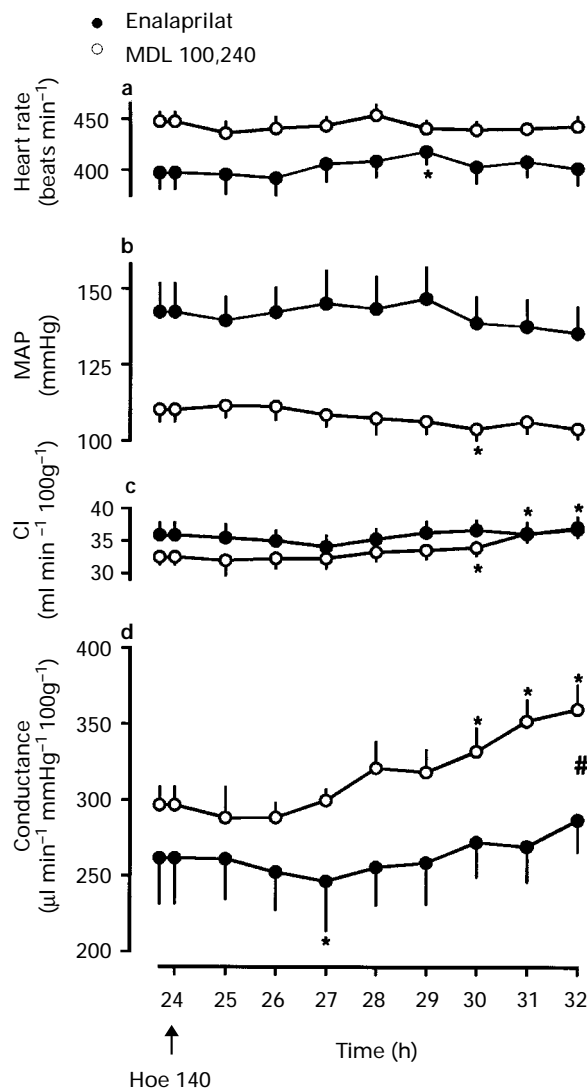 ● Enalaprilat
○ MDL 100,240
a
Heart rate
(beats min⁻¹)
450
400
*
b
MAP
(mmHg)
150
125
100
*
c
CI
(ml min⁻¹ 100g⁻¹)
40
35
30
* *
*
d
Conductance
(µl min⁻¹ mmHg⁻¹ 100g⁻¹)
400
350
300
250
200
* * *
#
*
24 25 26 27 28 29 30 31 32
Time (h)
↑
Hoe 140